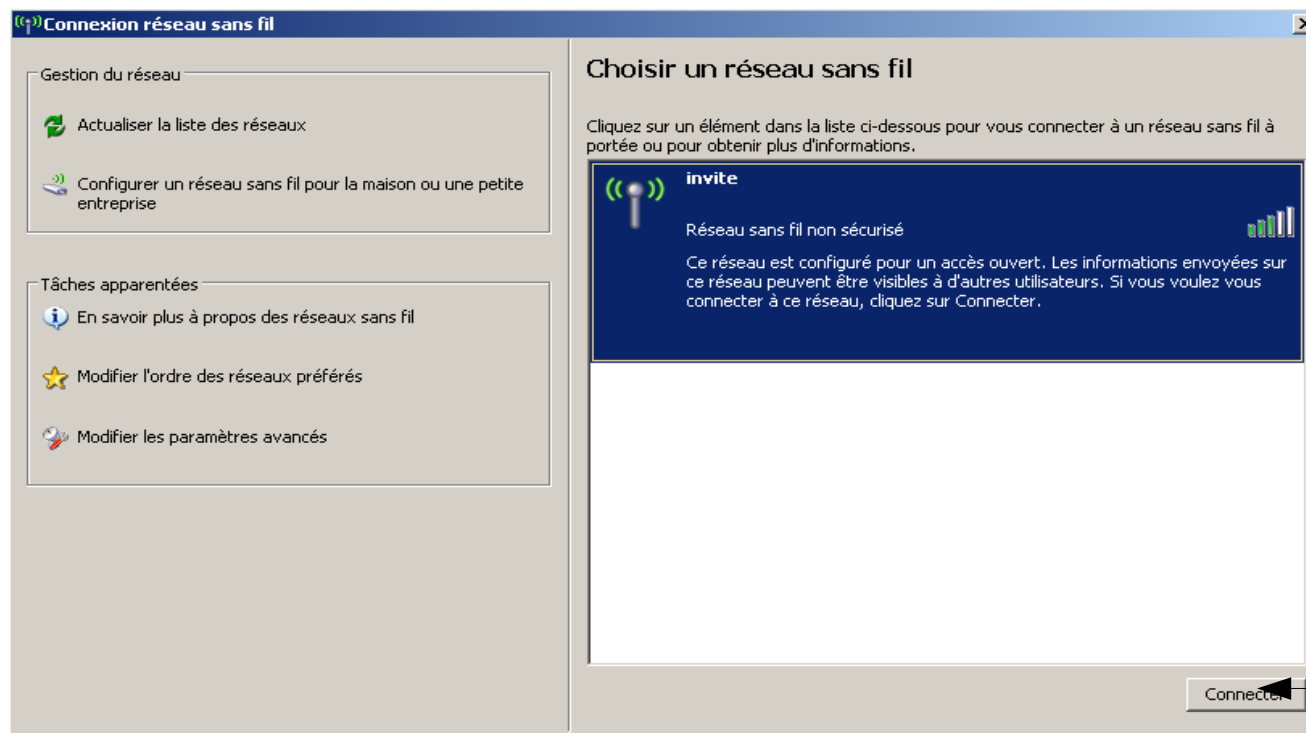 Connexion réseau sans fil
Gestion du réseau
Actualiser la liste des réseaux
Configurer un réseau sans fil pour la maison ou une petite
entreprise
Tâches apparentées
En savoir plus à propos des réseaux sans fil
Modifier l'ordre des réseaux préférés
Modifier les paramètres avancés
Choisir un réseau sans fil
Cliquez sur un élément dans la liste ci-dessous pour vous connecter à un réseau sans fil à
portée ou pour obtenir plus d'informations.
invite
Réseau sans fil non sécurisé
Ce réseau est configuré pour un accès ouvert. Les informations envoyées sur
ce réseau peuvent être visibles à d'autres utilisateurs. Si vous voulez vous
connecter à ce réseau, cliquez sur Connecter.
Connecter